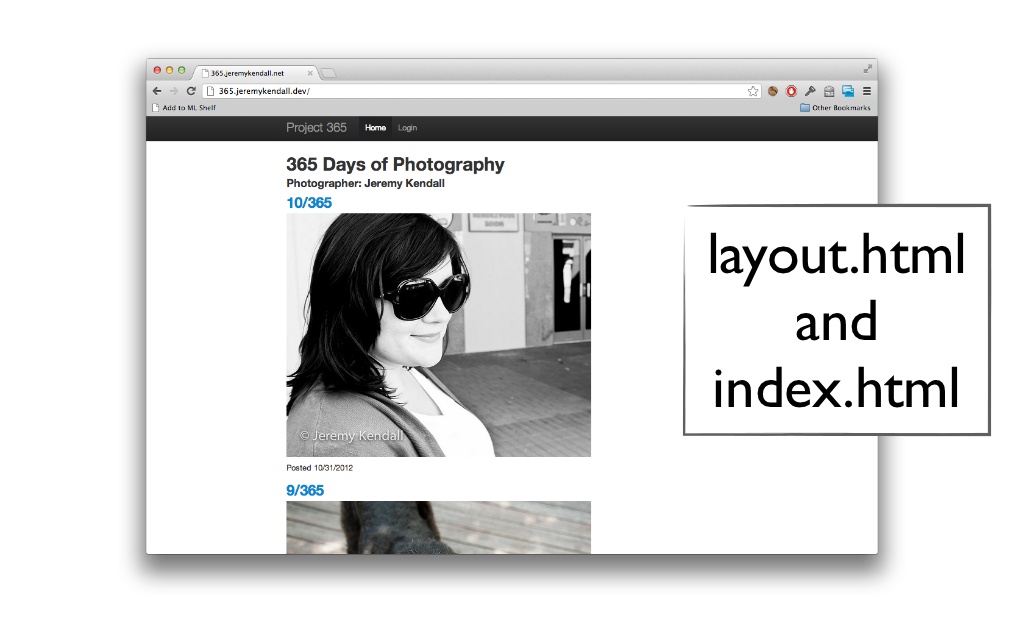 365.jeremykendall.net
365.jeremykendall.dev/
Add to ML Shelf
Other Bookmarks
Project 365 Home Login
365 Days of Photography
Photographer: Jeremy Kendall
10/365
© Jeremy Kendall
Posted 10/31/2012
9/365
layout.html
and
index.html